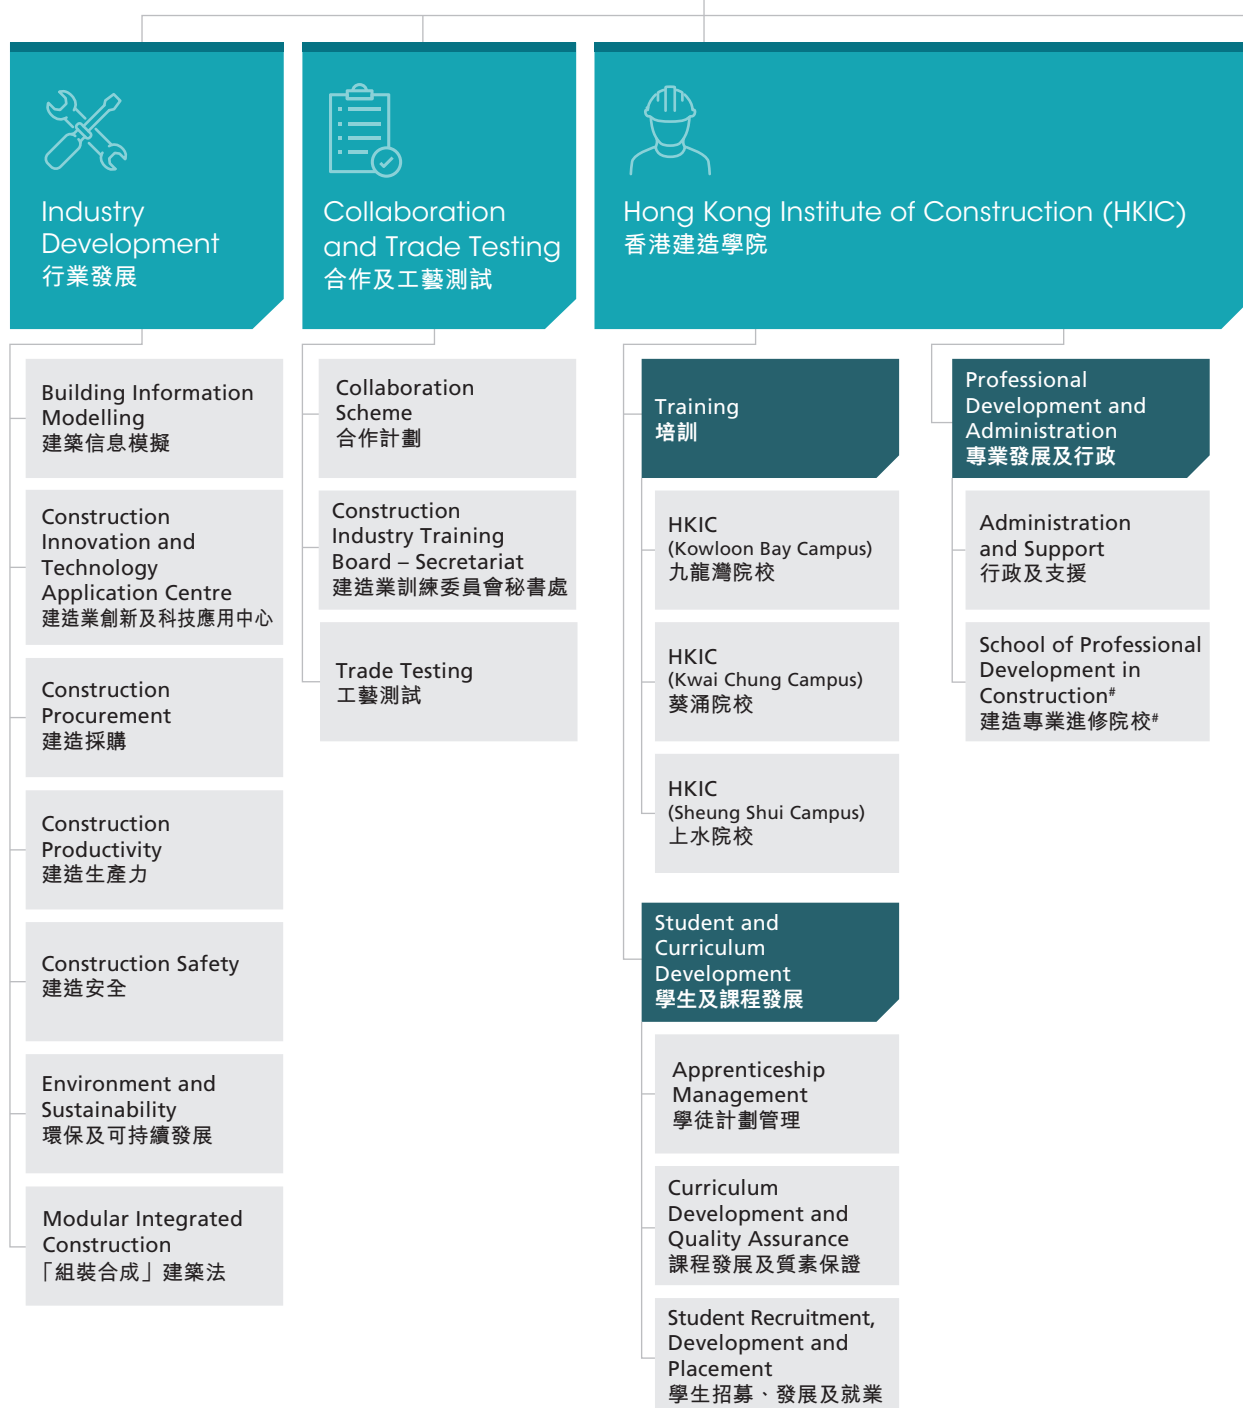 Industry
Development
行業發展
Building Information
Modelling
建築信息模擬
Construction
Innovation and
Technology
Application Centre
建造業創新及科技應用中心
Construction
Procurement
建造採購
Construction
Productivity
建造生產力
Construction Safety
建造安全
Environment and
Sustainability
環保及可持續發展
Modular Integrated
Construction
「組裝合成」建築法
Collaboration
and Trade Testing
合作及工藝測試
Collaboration
Scheme
合作計劃
Construction
Industry Training
Board – Secretariat
建造業訓練委員會秘書處
Trade Testing
工藝測試
Hong Kong Institute of Construction (HKIC)
香港建造學院
Training
培訓
HKIC
(Kowloon Bay Campus)
九龍灣院校
HKIC
(Kwai Chung Campus)
葵涌院校
HKIC
(Sheung Shui Campus)
上水院校
Student and
Curriculum
Development
學生及課程發展
Apprenticeship
Management
學徒計劃管理
Curriculum
Development and
Quality Assurance
課程發展及質素保證
Student Recruitment,
Development and
Placement
學生招募、發展及就業
Professional
Development and
Administration
專業發展及行政
Administration
and Support
行政及支援
School of Professional
Development in
Construction#
建造專業進修院校#